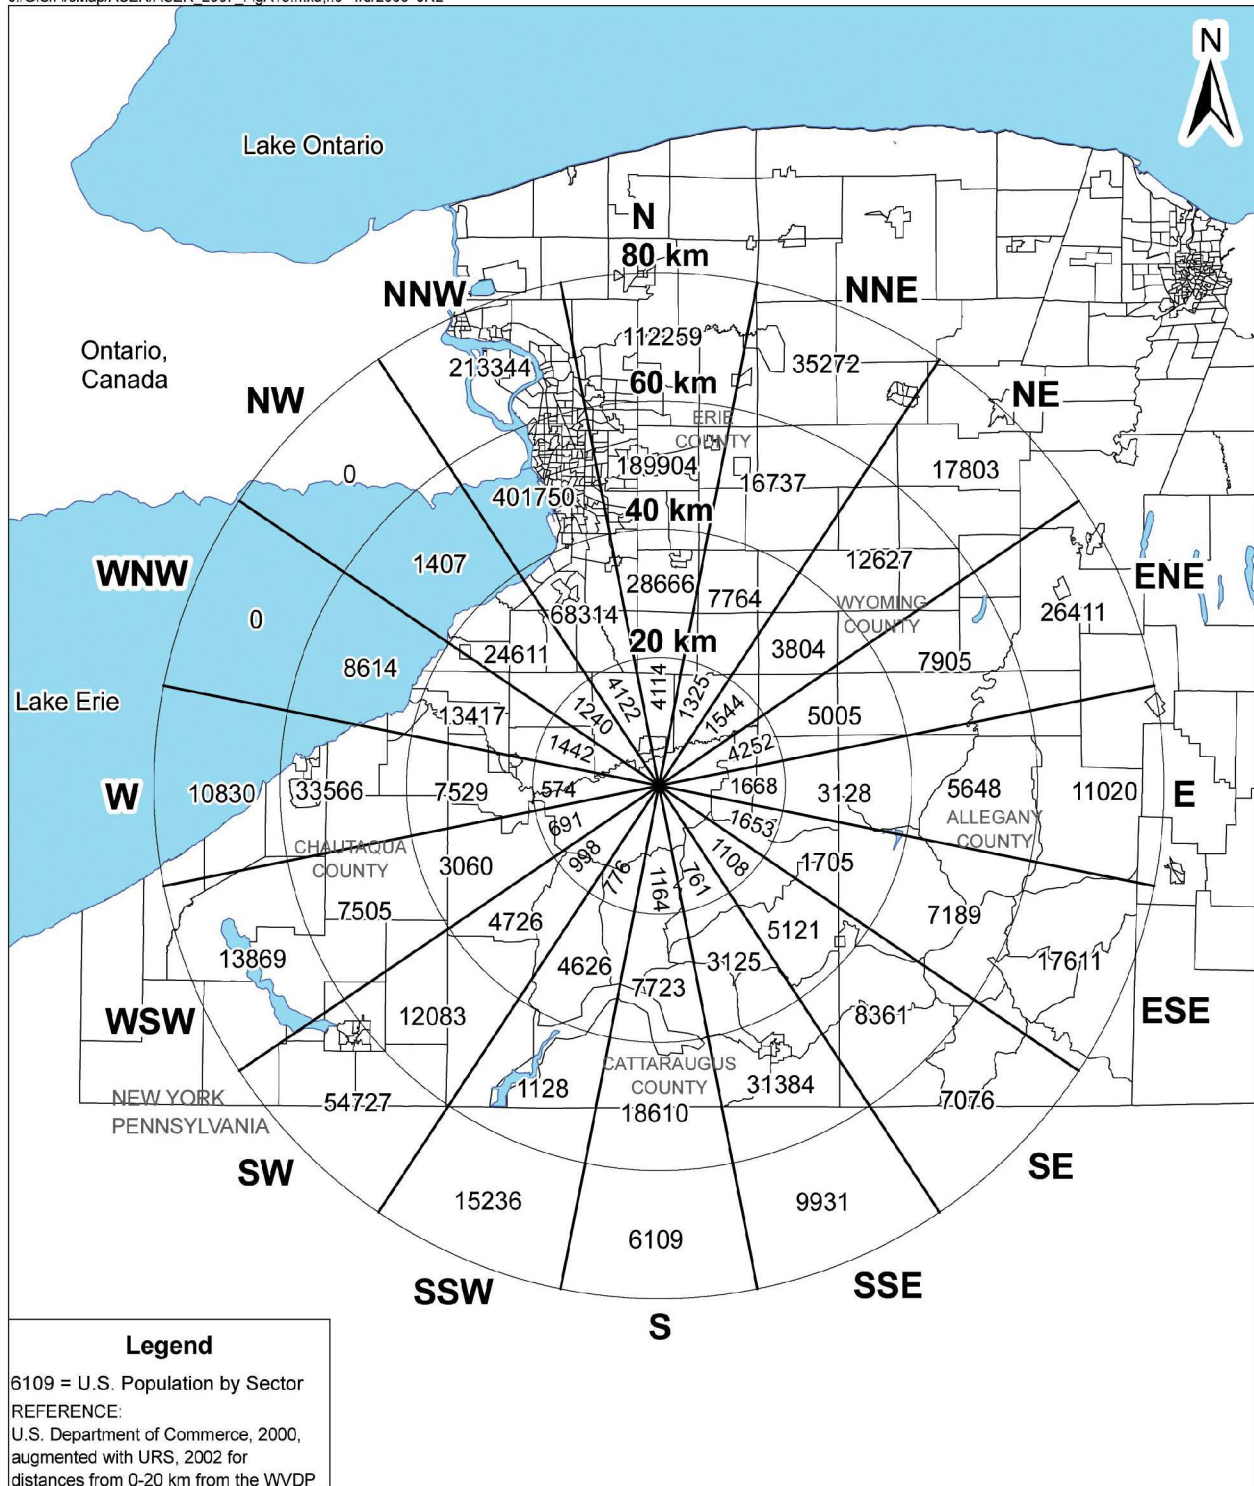 N
Lake Ontario
N
80 km
NNW
NNE
Ontario,
Canada
112259
213344
35272
60 km
NW
NE
ERIE
COUNTY
0
189904
17803
16737
401750
40 km
1407
12627
WNW
ENE
28666
7764
WYOMING
COUNTY
26411
0
68314
20 km
24611
3804
7905
8614
4114
4122
1325
Lake Erie
1240
1544
13417
5005
1442
4252
W
10830
33566
7529
574
1668
3128
5648
11020
E
691
1653
ALLEGANY
COUNTY
CHAUTAQUA
COUNTY
3060
998
776
1164
761
1108
1705
7505
4726
5121
7189
13869
4626
3125
17611
7723
WSW
12083
8361
ESE
CATTARAUGUS
COUNTY
1128
31384
NEW YORK
PENNSYLVANIA
54727
18610
7076
SW
SE
15236
9931
6109
SSW
SSE
S
Legend
6109 = U.S. Population by Sector
REFERENCE:
U.S. Department of Commerce, 2000,
augmented with URS, 2002 for
distances from 0-20 km from the WVDP